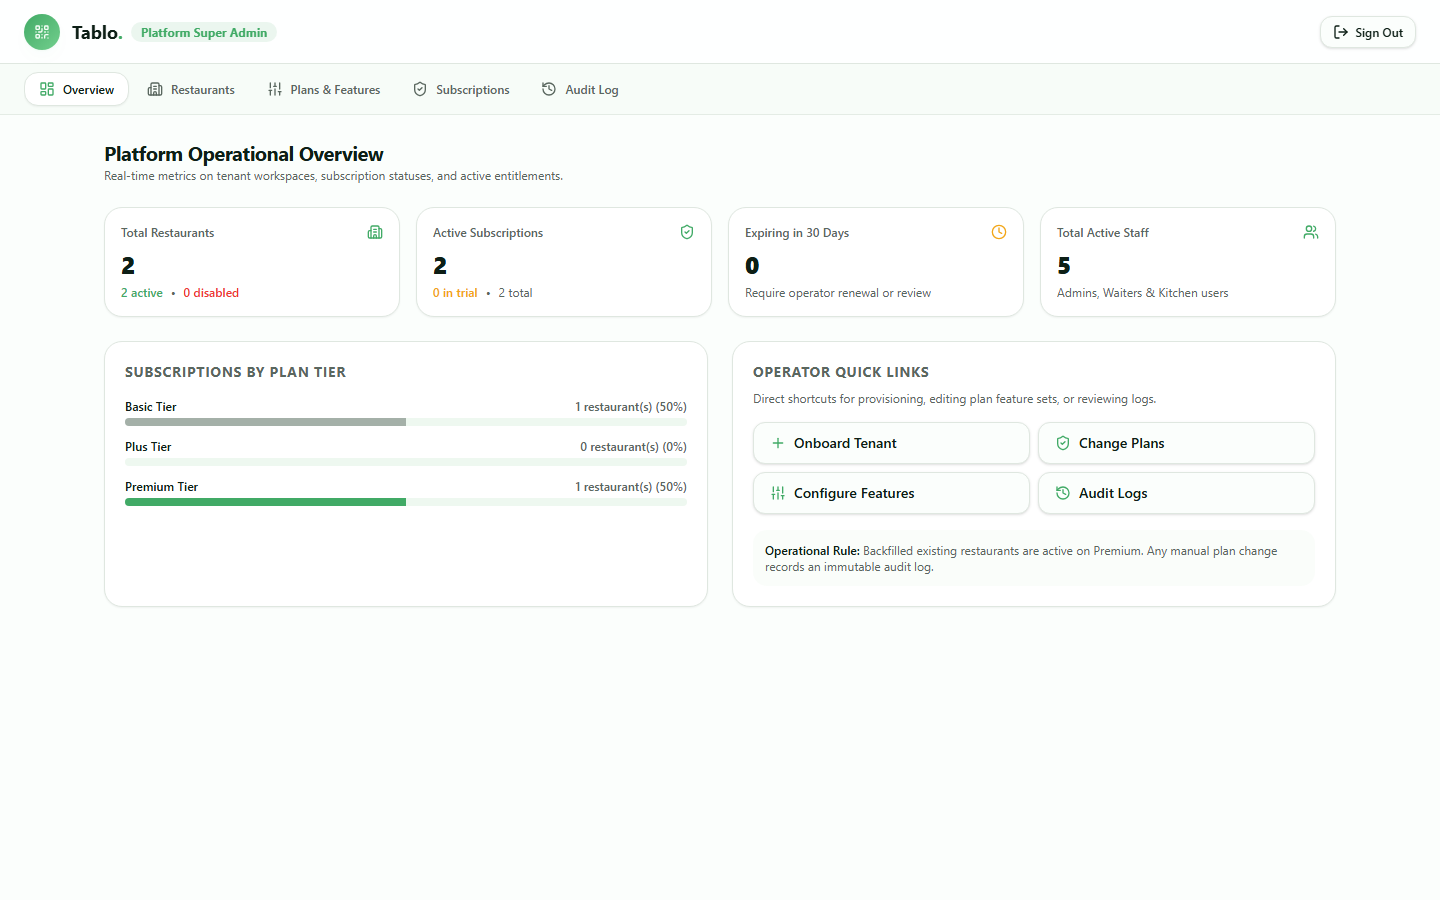 Tablo. Platform Super Admin
Sign Out
Overview
Restaurants
Plans & Features
Subscriptions
Audit Log
Platform Operational Overview
Real-time metrics on tenant workspaces, subscription statuses, and active entitlements.
Total Restaurants
2
2 active • 0 disabled
Active Subscriptions
2
0 in trial • 2 total
Expiring in 30 Days
0
Require operator renewal or review
Total Active Staff
5
Admins, Waiters & Kitchen users
SUBSCRIPTIONS BY PLAN TIER
Basic Tier 1 restaurant(s) (50%)
Plus Tier 0 restaurant(s) (0%)
Premium Tier 1 restaurant(s) (50%)
OPERATOR QUICK LINKS
Direct shortcuts for provisioning, editing plan feature sets, or reviewing logs.
Onboard Tenant
Change Plans
Configure Features
Audit Logs
Operational Rule: Backfilled existing restaurants are active on Premium. Any manual plan change
records an immutable audit log.